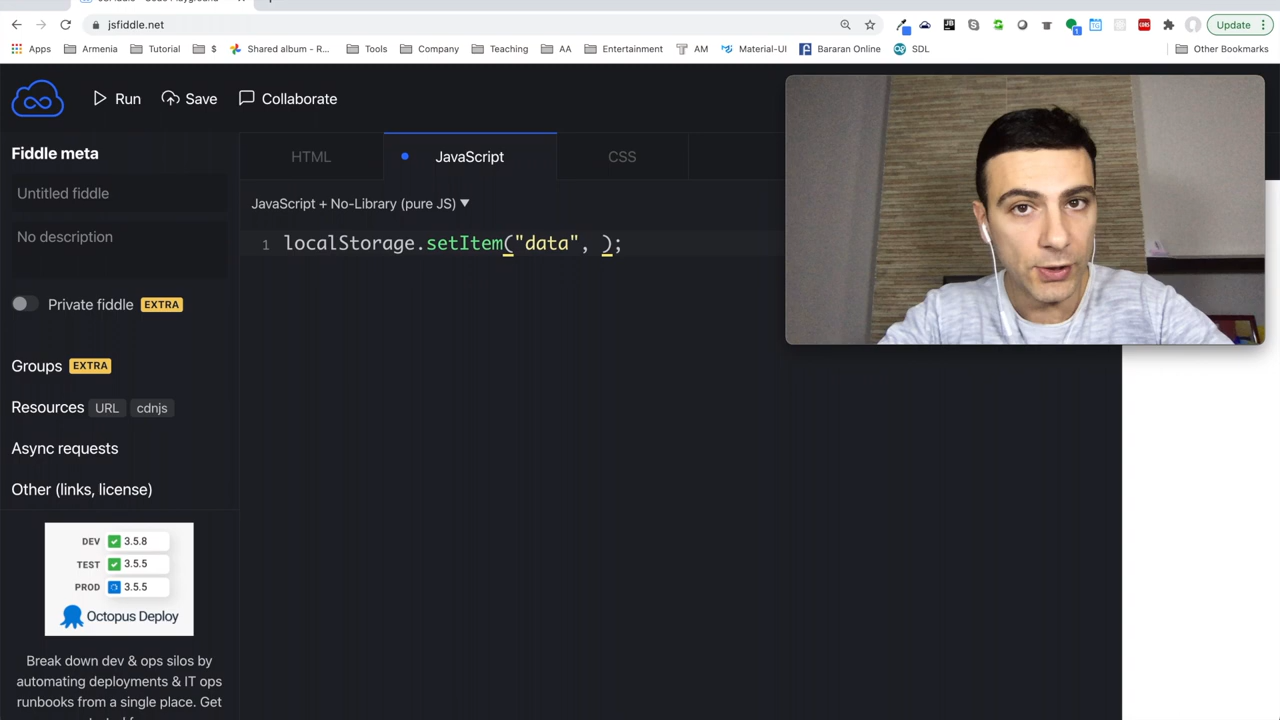 jsfiddle.net
Update
Apps
Armenia
Tutorial
$
Shared album - R...
Tools
Company
Teaching
AA
Entertainment
AM
Material-UI
Bararan Online
SDL
Other Bookmarks
Run
Save
Collaborate
Fiddle meta
Untitled fiddle
No description
Private fiddle EXTRA
Groups EXTRA
Resources URL cdnjs
Async requests
Other (links, license)
DEV 3.5.8
TEST 3.5.5
PROD 3.5.5
Octopus Deploy
Break down dev & ops silos by
automating deployments & IT ops
runbooks from a single place. Get
HTML
JavaScript
CSS
JavaScript + No-Library (pure JS) ▼
1 localStorage.setItem("data", );